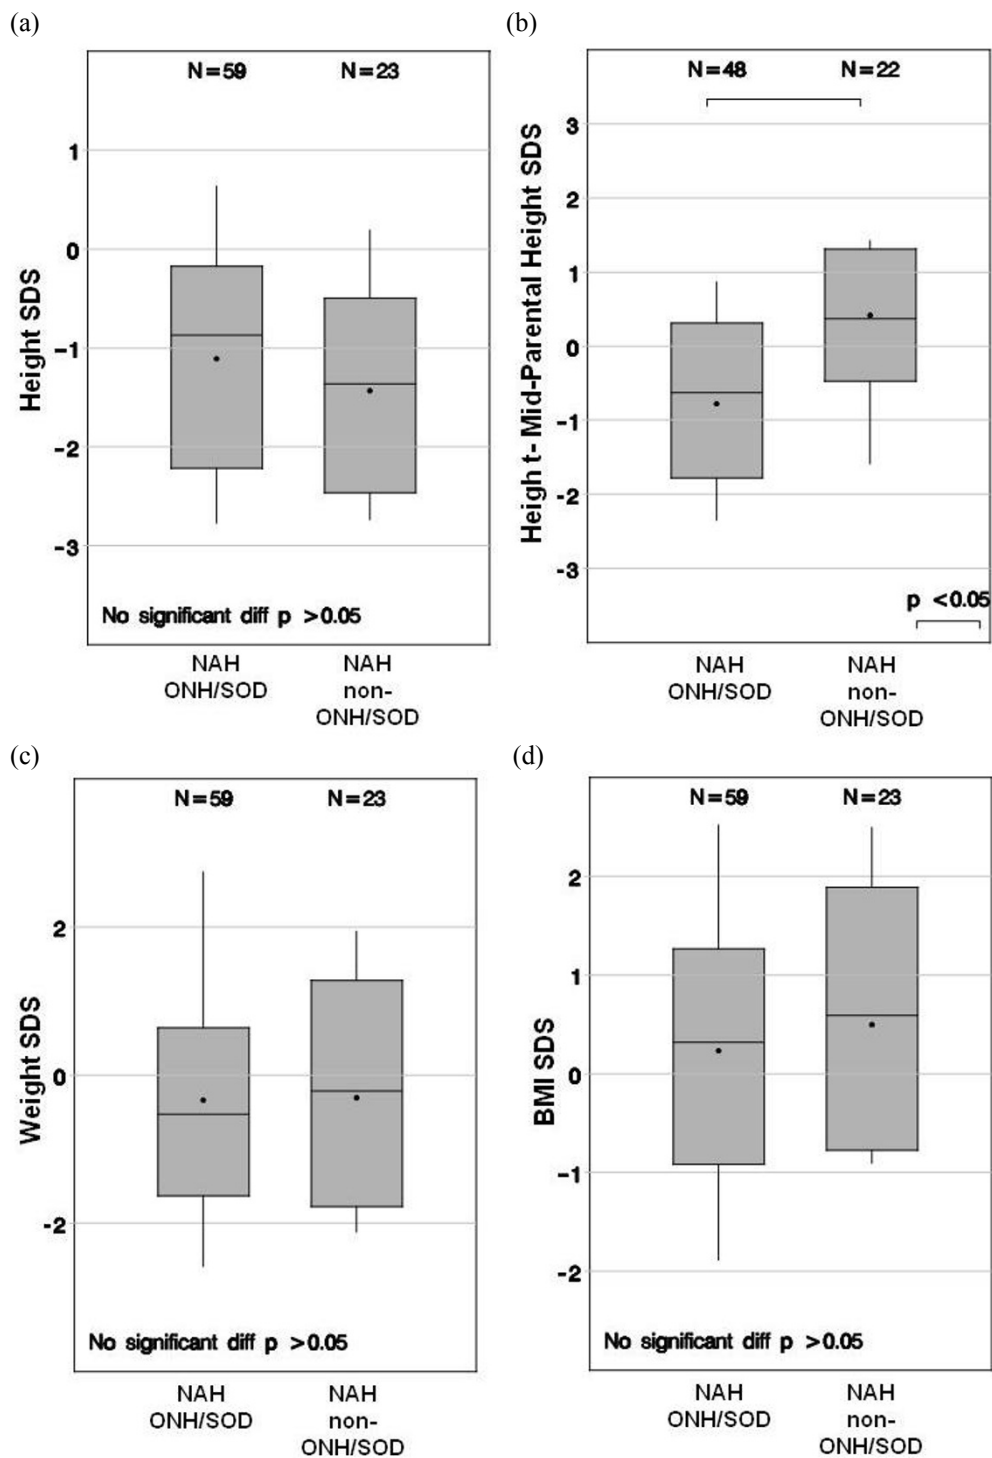 (a)
N=59 N=23
1
0
-1
-2
-3
Height SDS
No significant diff p >0.05
NAH
ONH/SOD
NAH
non-
ONH/SOD
(b)
N=48 N=22
3
2
1
0
-1
-2
-3
Heigh t- Mid-Parental Height SDS
p <0.05
NAH
ONH/SOD
NAH
non-
ONH/SOD
(c)
N=59 N=23
2
0
-2
Weight SDS
No significant diff p >0.05
NAH
ONH/SOD
NAH
non-
ONH/SOD
(d)
N=59 N=23
2
1
0
-1
-2
BMI SDS
No significant diff p >0.05
NAH
ONH/SOD
NAH
non-
ONH/SOD